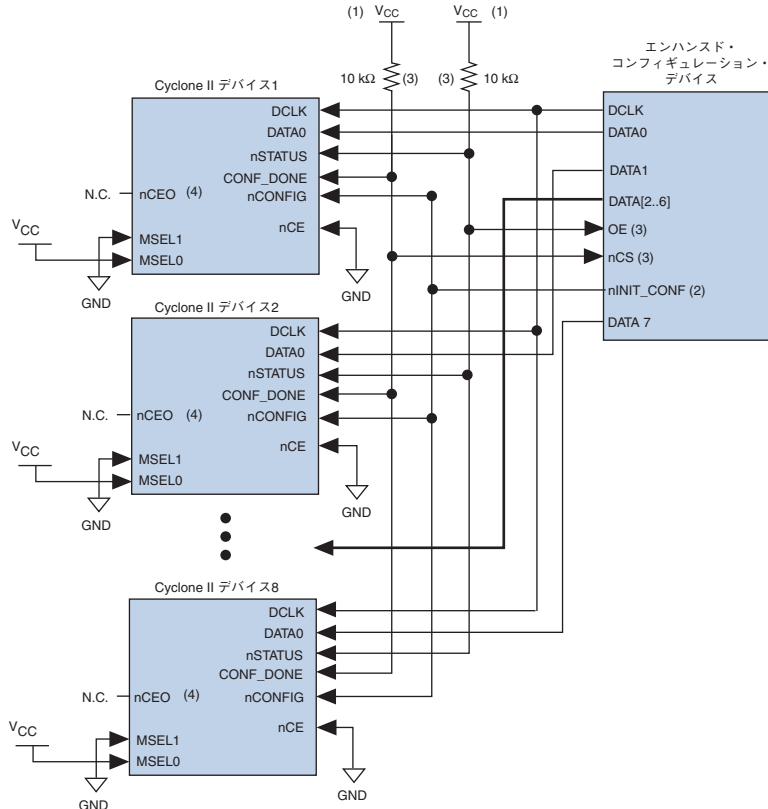 (1) VCC VCC (1)
10 kΩ (3) (3) 10 kΩ
エンハンスド・
コンフィギュレーション・
デバイス
DCLK
DATA0
DATA1
DATA[2..6]
OE (3)
nCS (3)
nINIT_CONF (2)
DATA 7
Cyclone II デバイス1
DCLK
DATA0
nSTATUS
CONF_DONE
nCONFIG
N.C. nCEO (4)
nCE
VCC
MSEL1
MSEL0
GND
GND
Cyclone II デバイス2
DCLK
DATA0
nSTATUS
CONF_DONE
nCONFIG
N.C. nCEO (4)
nCE
VCC
MSEL1
MSEL0
GND
GND
Cyclone II デバイス8
DCLK
DATA0
nSTATUS
CONF_DONE
nCONFIG
N.C. nCEO (4)
nCE
VCC
MSEL1
MSEL0
GND
GND